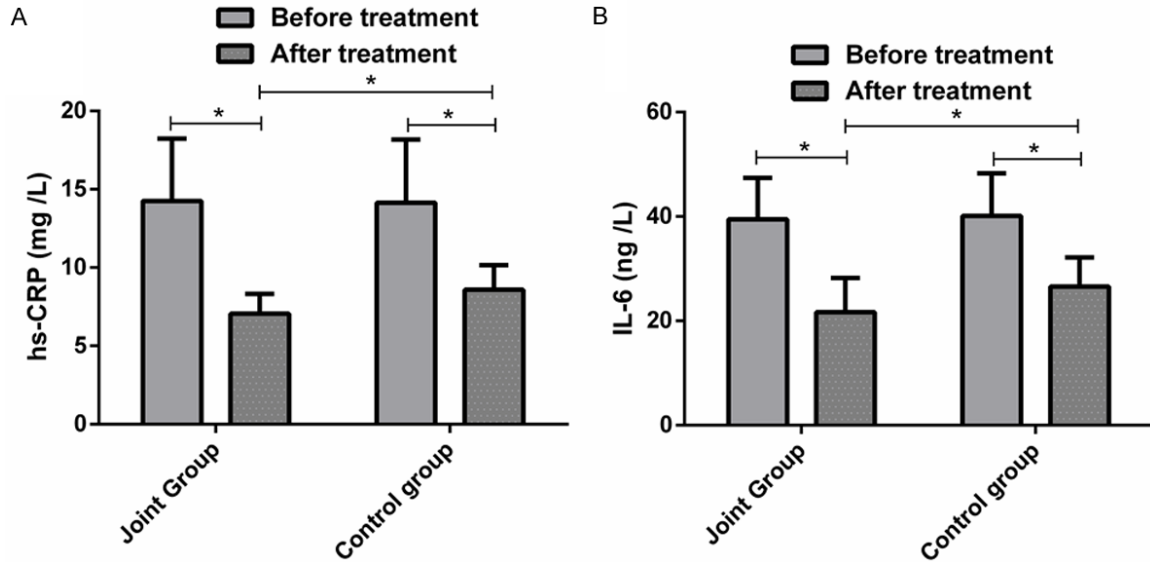 A
Before treatment
After treatment
*
*
*
20
15
10
5
0
hs-CRP (mg /L)
Joint Group
Control group
B
Before treatment
After treatment
*
*
*
60
40
20
0
IL-6 (ng /L)
Joint Group
Control group